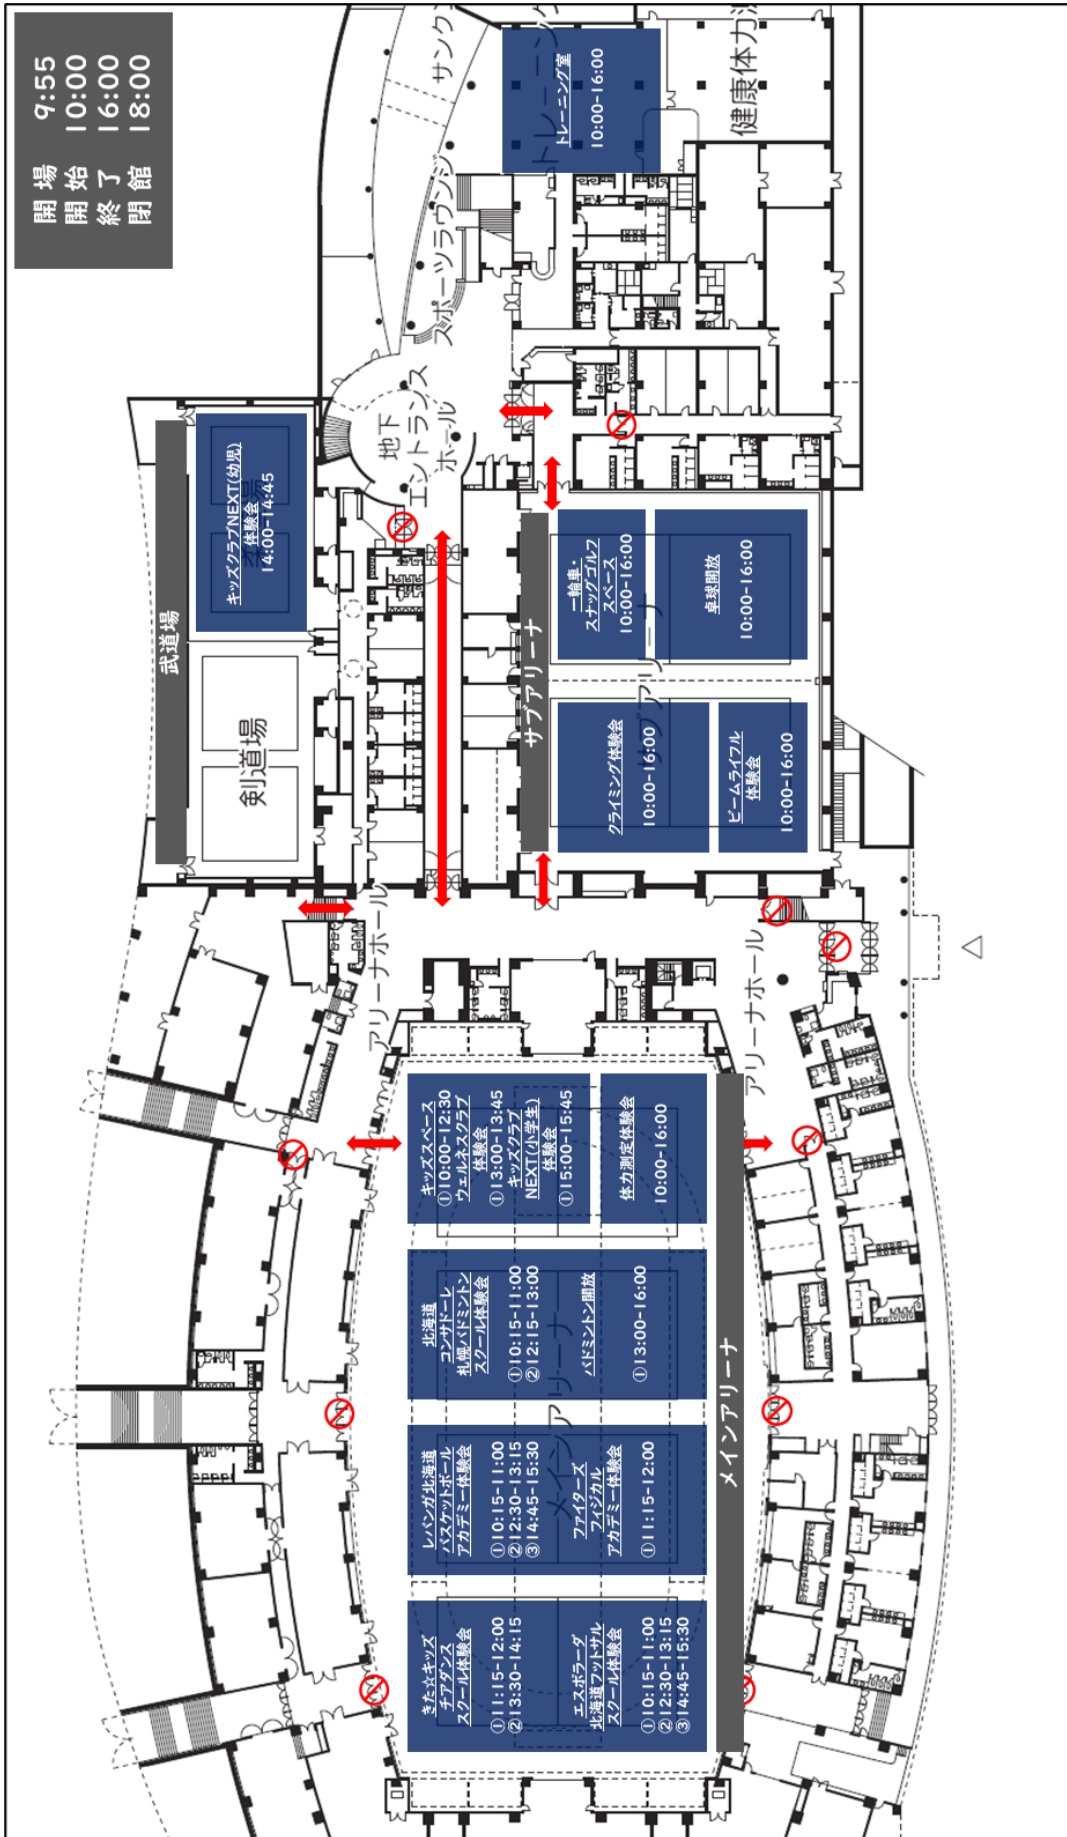 開場 9:55
開始 10:00
終了 16:00
閉館 18:00
サンク
トレーニング
トレーニング室
10:00-16:00
健康体力
スポーツラウンジ
地下
エントランス
ホール
武道場
キッズクラブNEXT(幼児)
体験会
14:00-14:45
剣道場
サブアリーナ
一輪車・
スナッグゴルフ
スペース
10:00-16:00
卓球開放
10:00-16:00
クライミング体験会
10:00-16:00
ビームライフル
体験会
10:00-16:00
サブアリーナ
アリーナホール
アリーナホール
メインアリーナ
キッズスペース
①10:00-12:30
ウェルネスクラブ
体験会
①13:00-13:45
キッズクラブ
NEXT(小学生)
体験会
①15:00-15:45
体力測定体験会
10:00-16:00
北海道
コンサドーレ
札幌バドミントン
スクール体験会
①10:15-11:00
②12:15-13:00
バドミントン開放
①13:00-16:00
レバンガ北海道
バスケットボール
アカデミー体験会
①10:15-11:00
②12:30-13:15
③14:45-15:30
ファイターズ
フィジカル
アカデミー体験会
①11:15-12:00
きた☆キッズ
チアダンス
スクール体験会
①11:15-12:00
②13:30-14:15
エスポラーダ
北海道フットサル
スクール体験会
①10:15-11:00
②12:30-13:15
③14:45-15:30
メインアリーナ